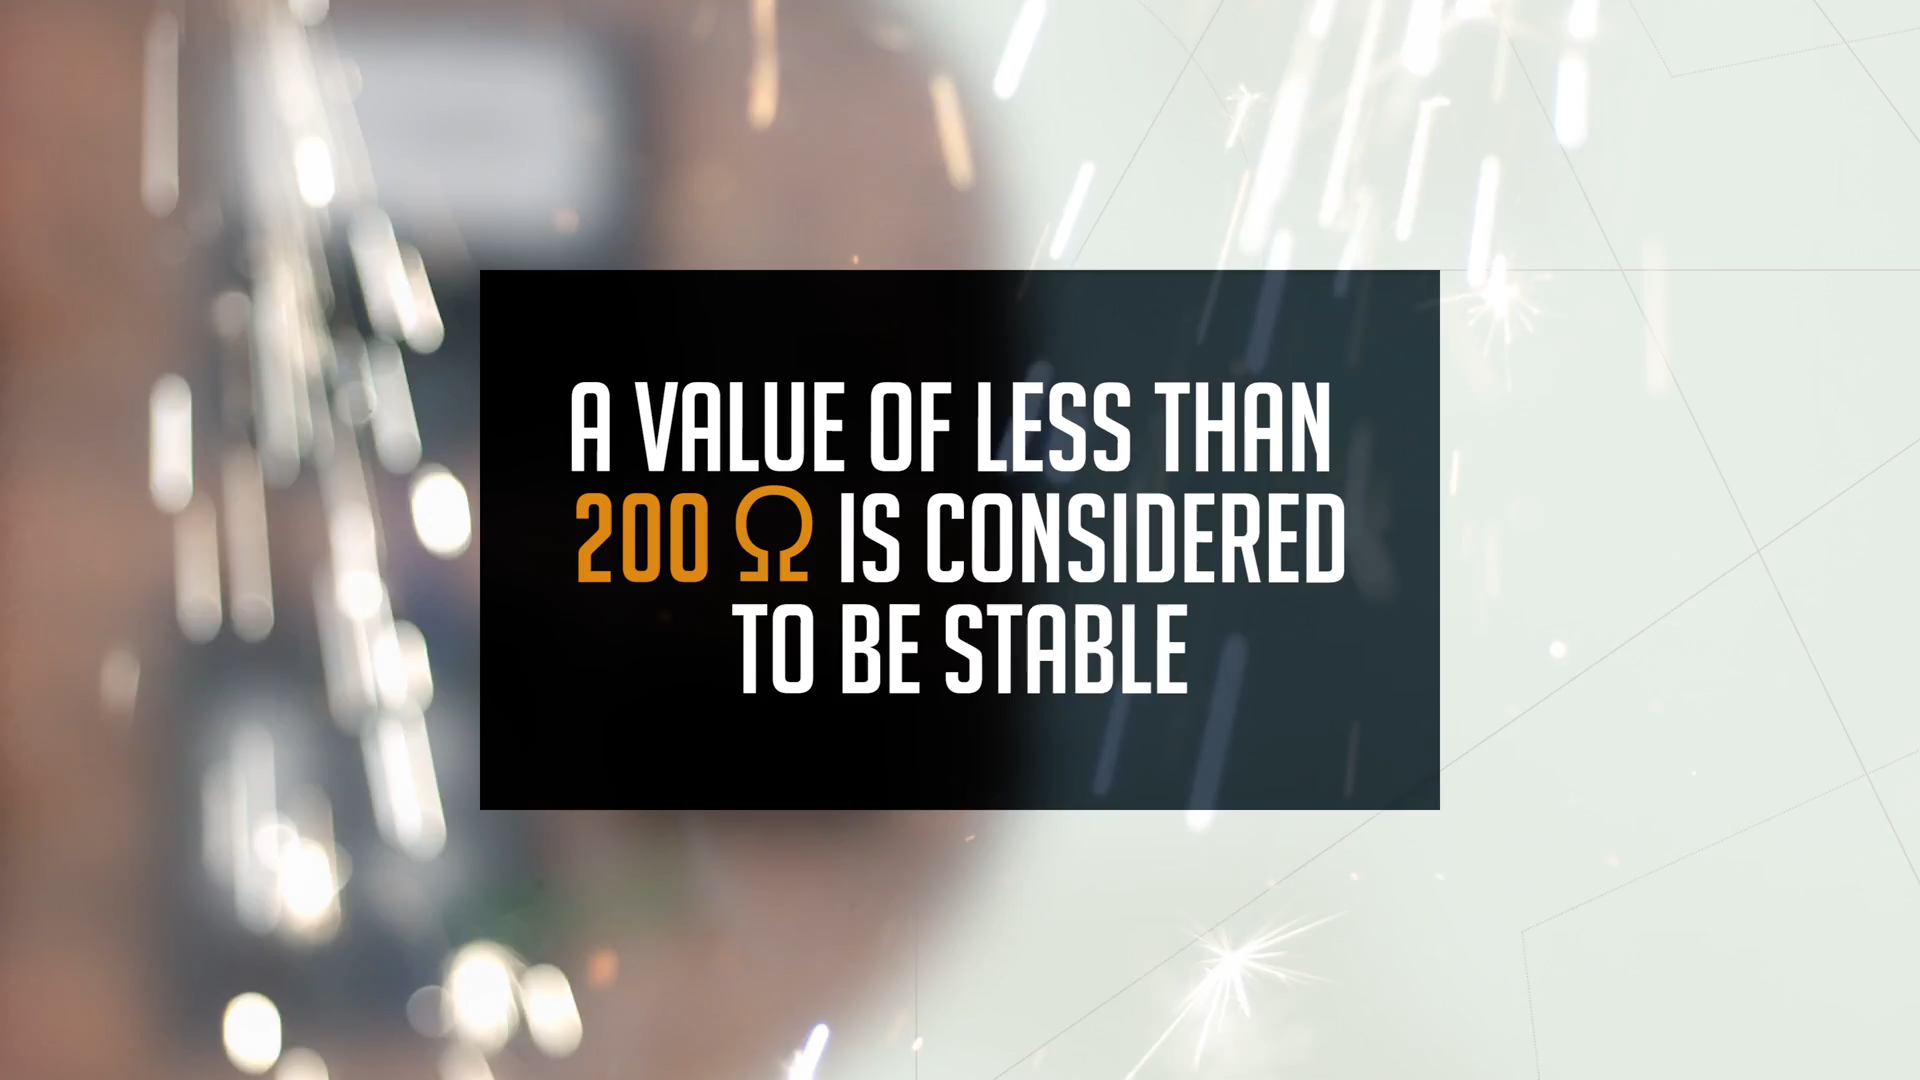 A VALUE OF LESS THAN
200 Ω IS CONSIDERED
TO BE STABLE